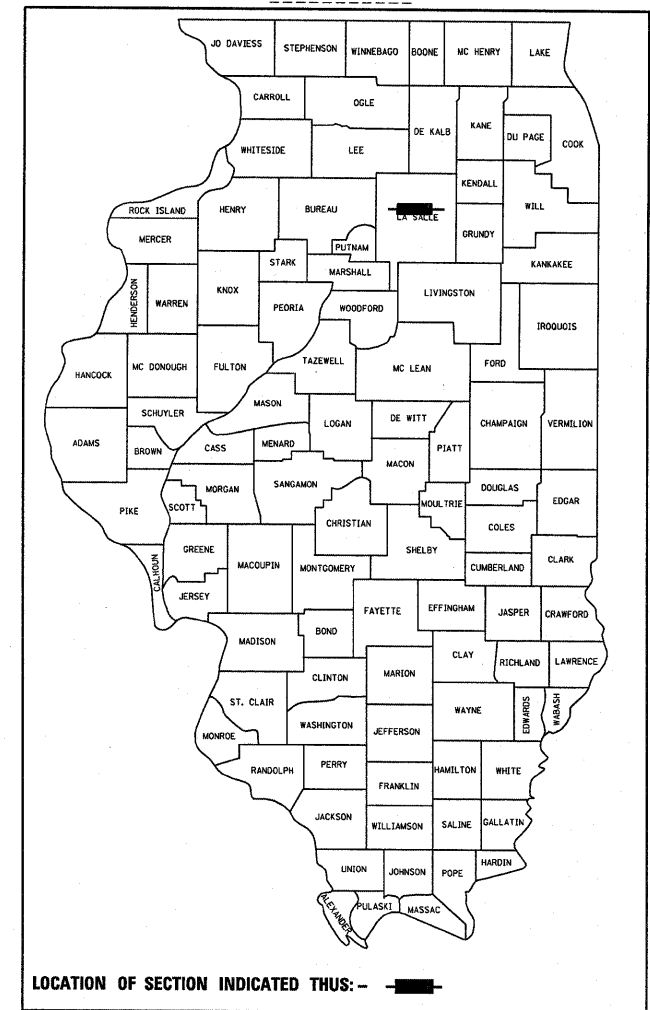 JO DAVIESS
STEPHENSON
WINNEBAGO
BOONE
MC HENRY
LAKE
CARROLL
OGLE
DE KALB
KANE
DU PAGE
COOK
WHITESIDE
LEE
KENDALL
WILL
ROCK ISLAND
HENRY
BUREAU
LA SALLE
GRUNDY
MERCER
PUTNAM
STARK
MARSHALL
KANKAKEE
HENDERSON
WARREN
KNOX
PEORIA
WOODFORD
LIVINGSTON
IROQUOIS
HANCOCK
MC DONOUGH
FULTON
TAZEWELL
MC LEAN
FORD
MASON
SCHUYLER
LOGAN
DE WITT
CHAMPAIGN
VERMILION
ADAMS
BROWN
CASS
MENARD
PIATT
MACON
PIKE
SCOTT
MORGAN
SANGAMON
DOUGLAS
MOULTRIE
EDGAR
CHRISTIAN
COLES
CALHOUN
GREENE
MACOUPIN
MONTGOMERY
SHELBY
CUMBERLAND
CLARK
JERSEY
FAYETTE
EFFINGHAM
JASPER
CRAWFORD
MADISON
BOND
CLAY
RICHLAND
LAWRENCE
CLINTON
MARION
ST. CLAIR
WAYNE
EDWARDS
WABASH
MONROE
WASHINGTON
JEFFERSON
RANDOLPH
PERRY
HAMILTON
WHITE
FRANKLIN
JACKSON
WILLIAMSON
SALINE
GALLATIN
UNION
JOHNSON
POPE
HARDIN
ALEXANDER
PULASKI
MASSAC
LOCATION OF SECTION INDICATED THUS: -